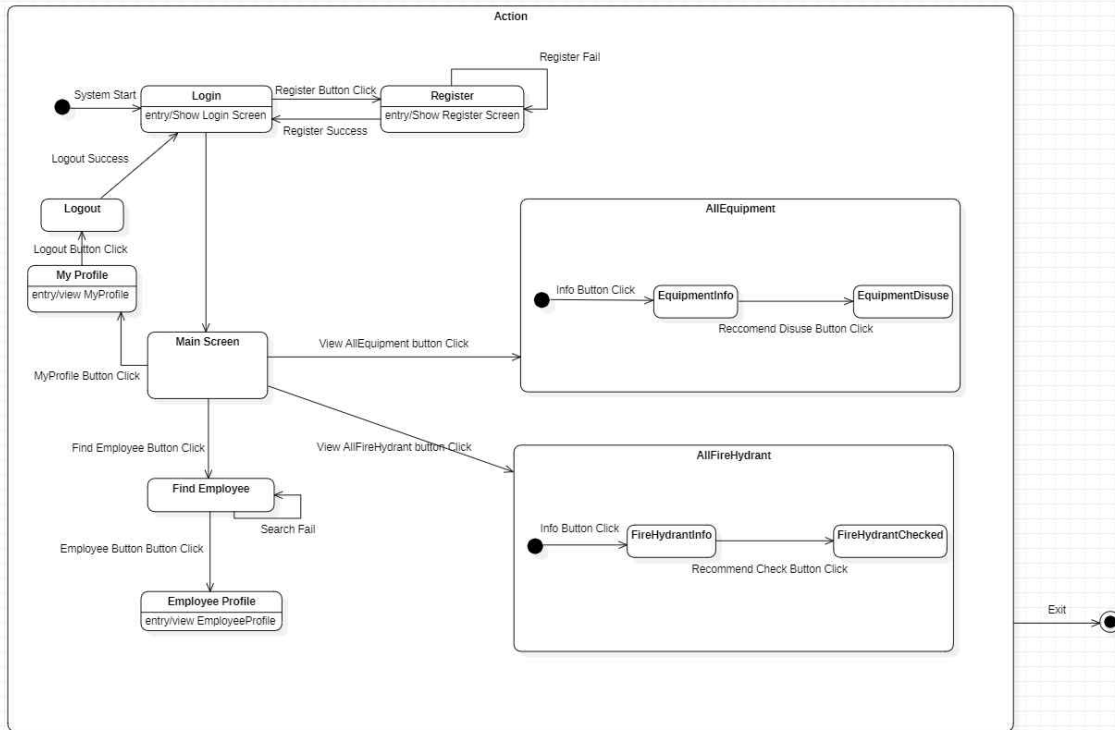 Action
Register Fail
System Start
Login
Register Button Click
Register
entry/Show Login Screen
entry/Show Register Screen
Register Success
Logout Success
Logout
AllEquipment
Logout Button Click
My Profile
entry/view MyProfile
Info Button Click
EquipmentInfo
EquipmentDisuse
Reccomend Disuse Button Click
Main Screen
View AllEquipment button Click
MyProfile Button Click
Find Employee Button Click
View AllFireHydrant button Click
AllFireHydrant
Find Employee
Search Fail
Info Button Click
FireHydrantInfo
FireHydrantChecked
Recommend Check Button Click
Employee Button Button Click
Employee Profile
entry/view EmployeeProfile
Exit